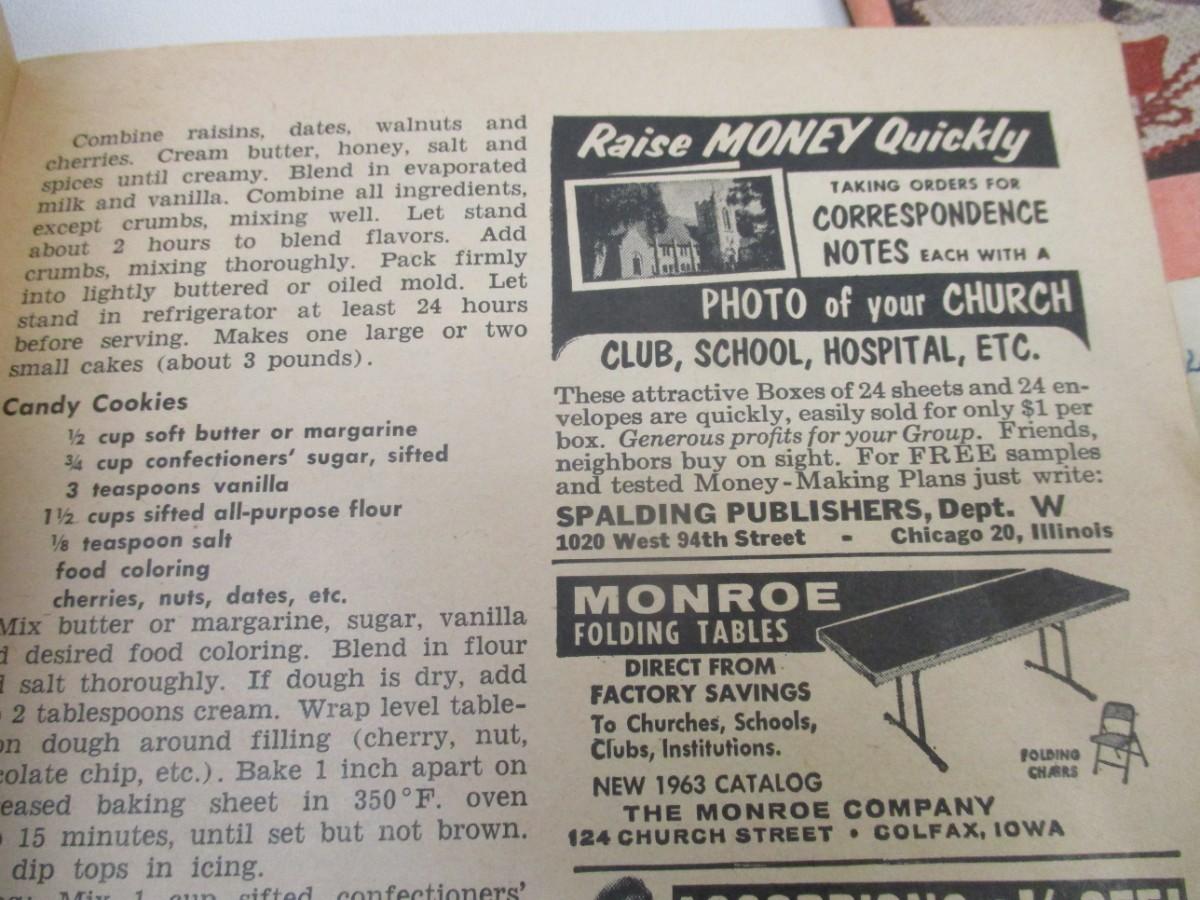 Combine raisins, dates, walnuts and
cherries. Cream butter, honey, salt and
spices until creamy. Blend in evaporated
milk and vanilla. Combine all ingredients,
except crumbs, mixing well. Let stand
about 2 hours to blend flavors. Add
crumbs, mixing thoroughly. Pack firmly
into lightly buttered or oiled mold. Let
stand in refrigerator at least 24 hours
before serving. Makes one large or two
small cakes (about 3 pounds).
Candy Cookies
½ cup soft butter or margarine
¾ cup confectioners' sugar, sifted
3 teaspoons vanilla
1½ cups sifted all-purpose flour
⅛ teaspoon salt
food coloring
cherries, nuts, dates, etc.
Mix butter or margarine, sugar, vanilla
desired food coloring. Blend in flour
salt thoroughly. If dough is dry, add
2 tablespoons cream. Wrap level table-
dough around filling (cherry, nut,
chip, etc.). Bake 1 inch apart on
baking sheet in 350°F. oven
15 minutes, until set but not brown.
dip tops in icing.
Mix 1 cup sifted confectioners'
Raise MONEY Quickly
TAKING ORDERS FOR
CORRESPONDENCE
NOTES EACH WITH A
PHOTO of your CHURCH
CLUB, SCHOOL, HOSPITAL, ETC.
These attractive Boxes of 24 sheets and 24 en-
velopes are quickly, easily sold for only $1 per
box. Generous profits for your Group. Friends,
neighbors buy on sight. For FREE samples
and tested Money-Making Plans just write:
SPALDING PUBLISHERS, Dept. W
1020 West 94th Street - Chicago 20, Illinois
MONROE
FOLDING TABLES
DIRECT FROM
FACTORY SAVINGS
To Churches, Schools,
Clubs, Institutions.
FOLDING
CHAIRS
NEW 1963 CATALOG
THE MONROE COMPANY
124 CHURCH STREET • COLFAX, IOWA